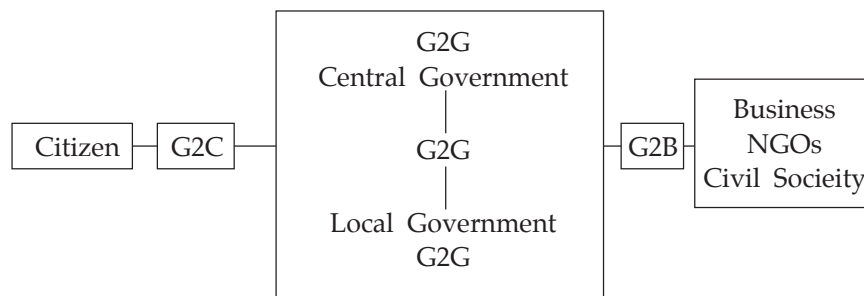 Citizen
G2C
G2G
Central Government
G2G
Local Government
G2G
G2B
Business
NGOs
Civil Socieity